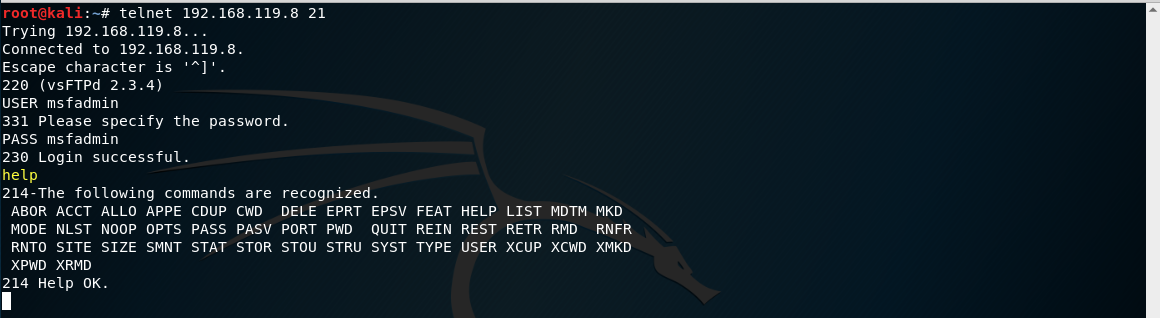 root@kali:~# telnet 192.168.119.8 21
Trying 192.168.119.8...
Connected to 192.168.119.8.
Escape character is '^]'.
220 (vsFTPd 2.3.4)
USER msfadmin
331 Please specify the password.
PASS msfadmin
230 Login successful.
help
214-The following commands are recognized.
 ABOR ACCT ALLO APPE CDUP CWD  DELE EPRT EPSV FEAT HELP LIST MDTM MKD
 MODE NLST NOOP OPTS PASS PASV PORT PWD  QUIT REIN REST RETR RMD  RNFR
 RNTO SITE SIZE SMNT STAT STOR STOU STRU SYST TYPE USER XCUP XCWD XMKD
 XPWD XRMD
214 Help OK.